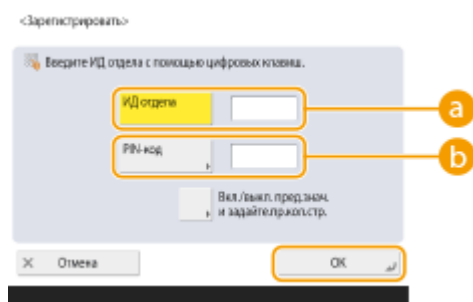 <Зарегистрировать>
Введите ИД отдела с помощью цифровых клавиш.
ИД отдела
a
PIN-код
b
Вкл./выкл. пред.знач.
и задайте.пр.коп.стр.
× Отмена
OK